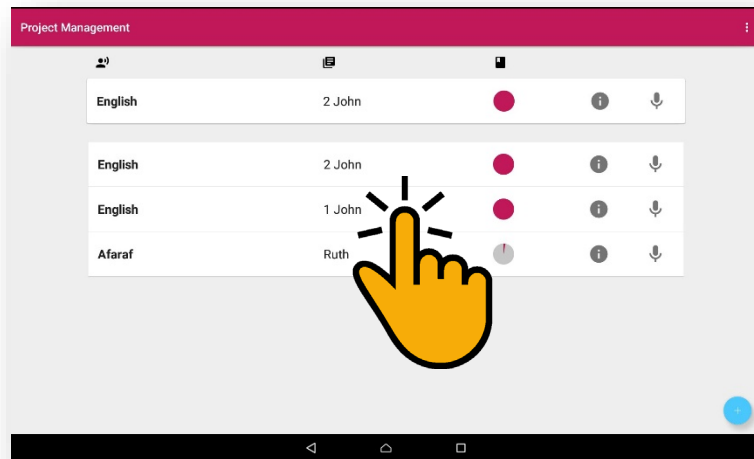 Project Management
English 2 John
English 2 John
English 1 John
Afaraf Ruth